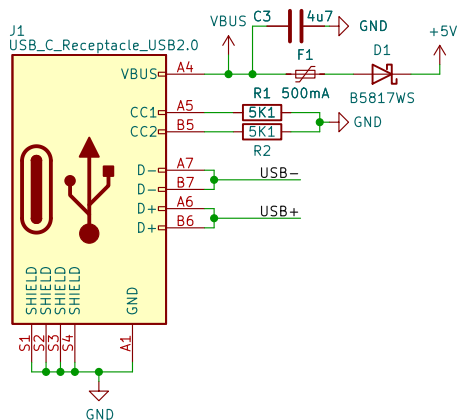 VBUS
C3
4u7
GND
+5V
J1
USB_C_Receptacle_USB2.0
F1
500mA
D1
B5817WS
VBUS
A4
CC1
A5
R1
5K1
CC2
B5
5K1
R2
GND
D-
A7
D-
B7
USB-
D+
A6
D+
B6
USB+
SHIELD
SHIELD
SHIELD
SHIELD
GND
S1
S2
S3
S4
A1
GND